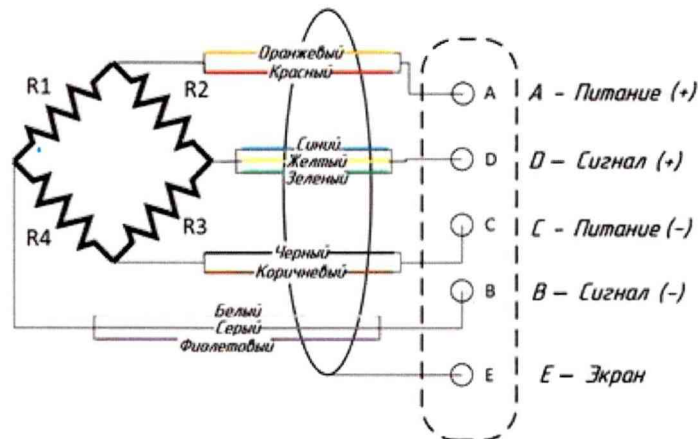 Оранжевый
Красный
R1
R2
A
A - Питание (+)
Синий
Желтый
Зеленый
D
D - Сигнал (+)
R4
R3
C
C - Питание (-)
Черный
Коричневый
B
B - Сигнал (-)
Белый
Серый
Фиолетовый
E
E - Экран